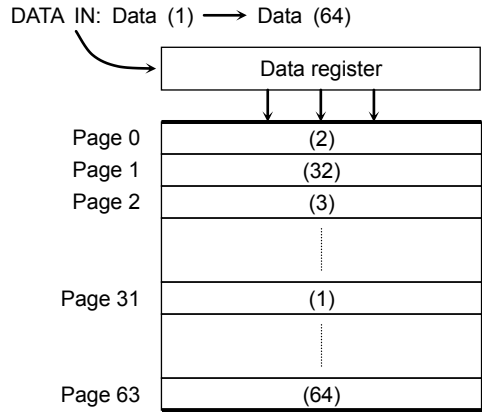 DATA IN: Data (1) → Data (64)
Data register
Page 0 (2)
Page 1 (32)
Page 2 (3)
Page 31 (1)
Page 63 (64)